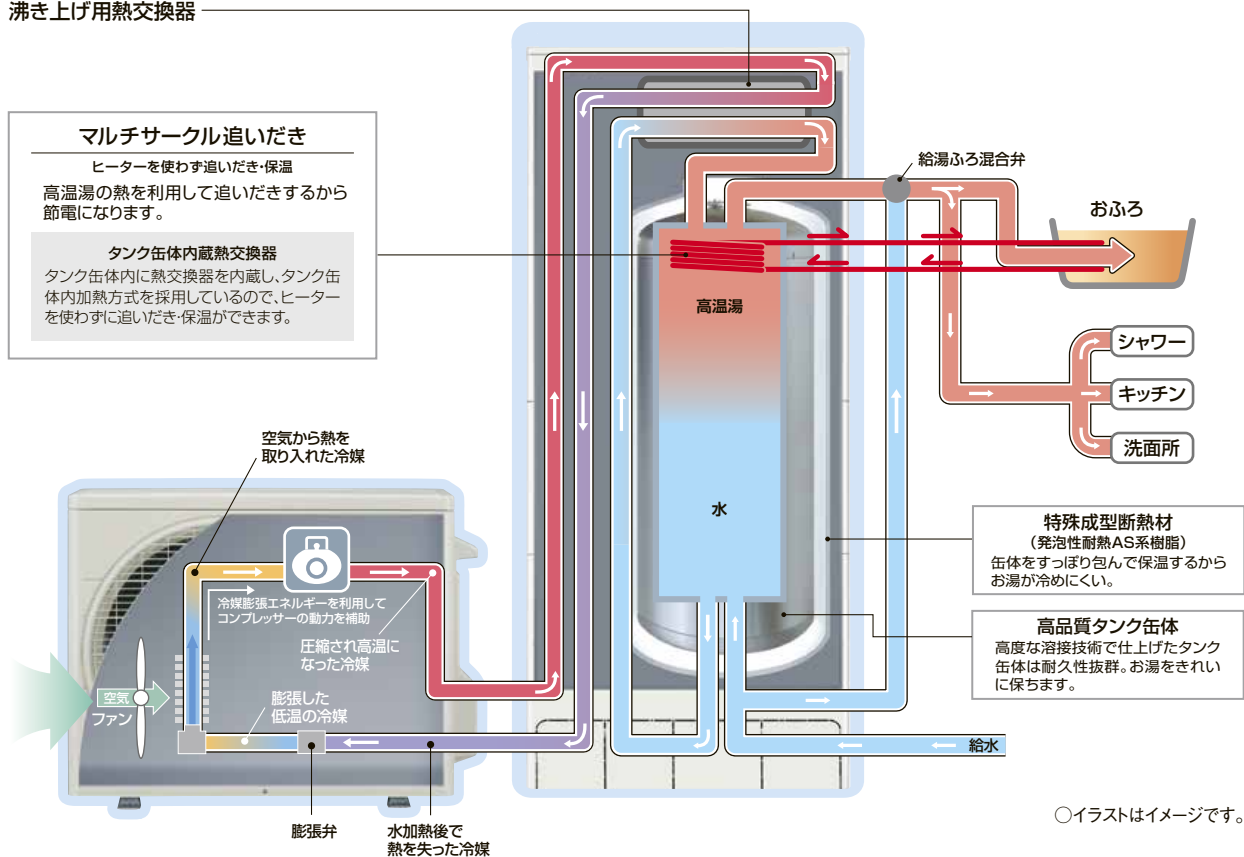 沸き上げ用熱交換器
マルチサークル追いだき
ヒーターを使わず追いだき・保温
高温湯の熱を利用して追いだきするから
節電になります。
タンク缶体内蔵熱交換器
タンク缶体内に熱交換器を内蔵し、タンク缶
体内加熱方式を採用しているので、ヒーター
を使わずに追いだき・保温ができます。
給湯ふろ混合弁
おふろ
高温湯
シャワー
キッチン
洗面所
水
空気から熱を
取り入れた冷媒
冷媒膨張エネルギーを利用して
コンプレッサーの動力を補助
圧縮され高温に
なった冷媒
空気
ファン
膨張した
低温の冷媒
膨張弁
水加熱後で
熱を失った冷媒
特殊成型断熱材
(発泡性耐熱AS系樹脂)
缶体をすっぽり包んで保温するから
お湯が冷めにくい。
高品質タンク缶体
高度な溶接技術で仕上げたタンク
缶体は耐久性抜群。お湯をきれい
に保ちます。
給水
○イラストはイメージです。